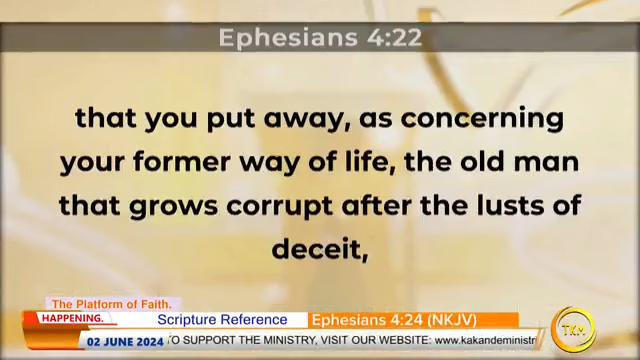 Ephesians 4:22
that you put away, as concerning
your former way of life, the old man
that grows corrupt after the lusts of
deceit,
The Platform of Faith.
HAPPENING. Scripture Reference Ephesians 4:24 (NKJV)
02 JUNE 2024 TO SUPPORT THE MINISTRY, VISIT OUR WEBSITE: www.kakandeministr
TKM